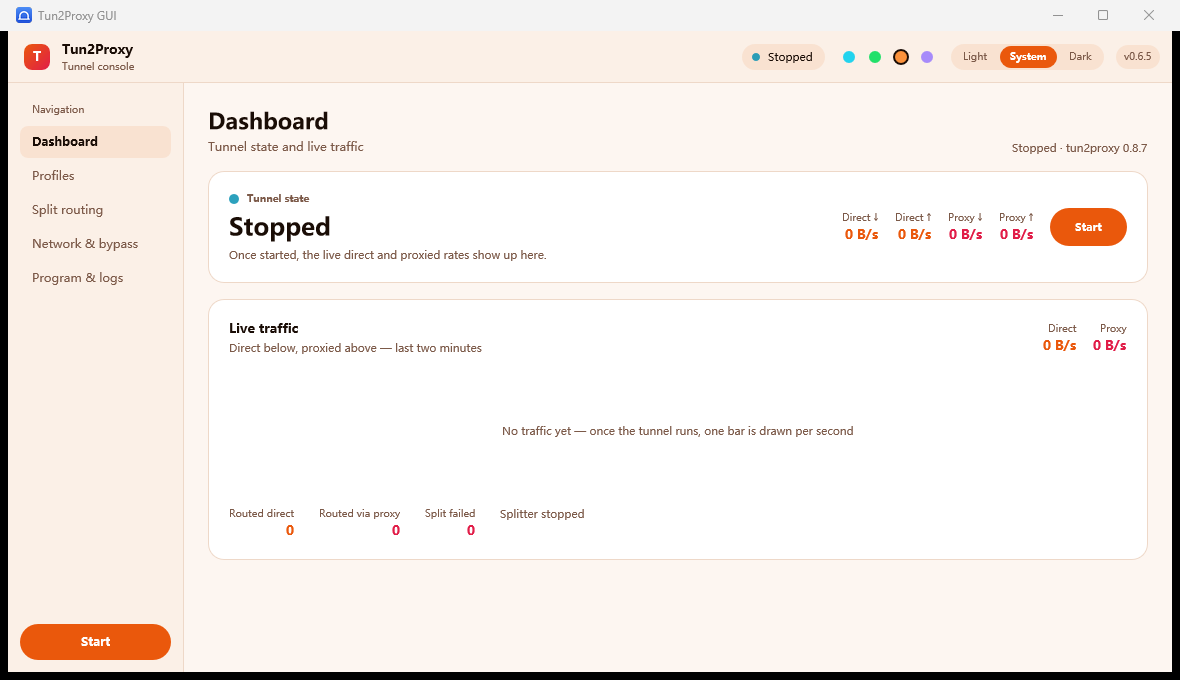 Tun2Proxy GUI
T
Tun2Proxy
Tunnel console
Stopped
Light
System
Dark
v0.6.5
Navigation
Dashboard
Profiles
Split routing
Network & bypass
Program & logs
Start
Dashboard
Tunnel state and live traffic
Stopped · tun2proxy 0.8.7
Tunnel state
Stopped
Once started, the live direct and proxied rates show up here.
Direct ↓ Direct ↑ Proxy ↓ Proxy ↑
0 B/s 0 B/s 0 B/s 0 B/s
Start
Live traffic
Direct below, proxied above — last two minutes
Direct Proxy
0 B/s 0 B/s
No traffic yet — once the tunnel runs, one bar is drawn per second
Routed direct Routed via proxy Split failed Splitter stopped
0 0 0